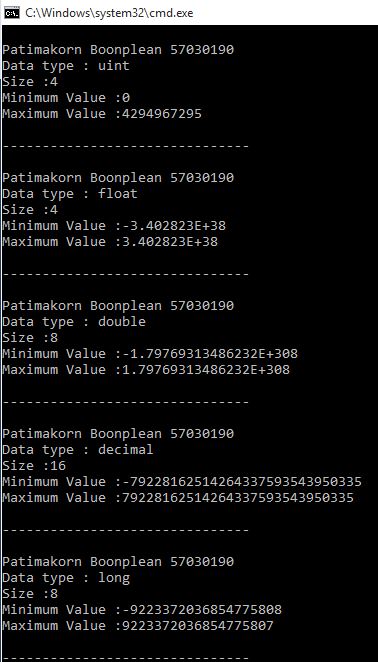 C:\Windows\system32\cmd.exe
Patimakorn Boonplean 57030190
Data type : uint
Size :4
Minimum Value :0
Maximum Value :4294967295
-------------------------------
Patimakorn Boonplean 57030190
Data type : float
Size :4
Minimum Value :-3.402823E+38
Maximum Value :3.402823E+38
-------------------------------
Patimakorn Boonplean 57030190
Data type : double
Size :8
Minimum Value :-1.79769313486232E+308
Maximum Value :1.79769313486232E+308
-------------------------------
Patimakorn Boonplean 57030190
Data type : decimal
Size :16
Minimum Value :-79228162514264337593543950335
Maximum Value :79228162514264337593543950335
-------------------------------
Patimakorn Boonplean 57030190
Data type : long
Size :8
Minimum Value :-9223372036854775808
Maximum Value :9223372036854775807
-------------------------------